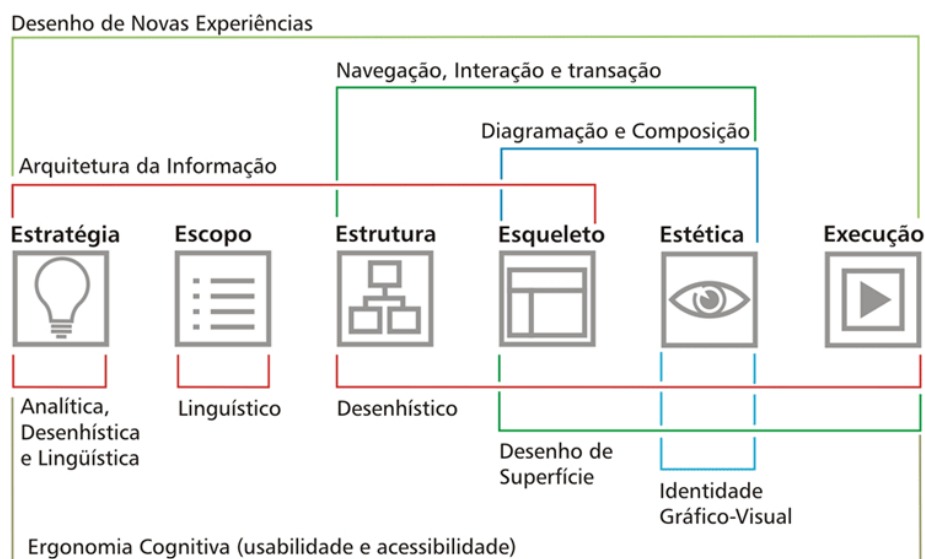 Desenho de Novas Experiências
Navegação, Interação e transação
Diagramação e Composição
Arquitetura da Informação
Estratégia
Escopo
Estrutura
Esqueleto
Estética
Execução
Analítica,
Desenhística
e Lingüística
Linguístico
Desenhístico
Desenho de
Superfície
Identidade
Gráfico-Visual
Ergonomia Cognitiva (usabilidade e acessibilidade)